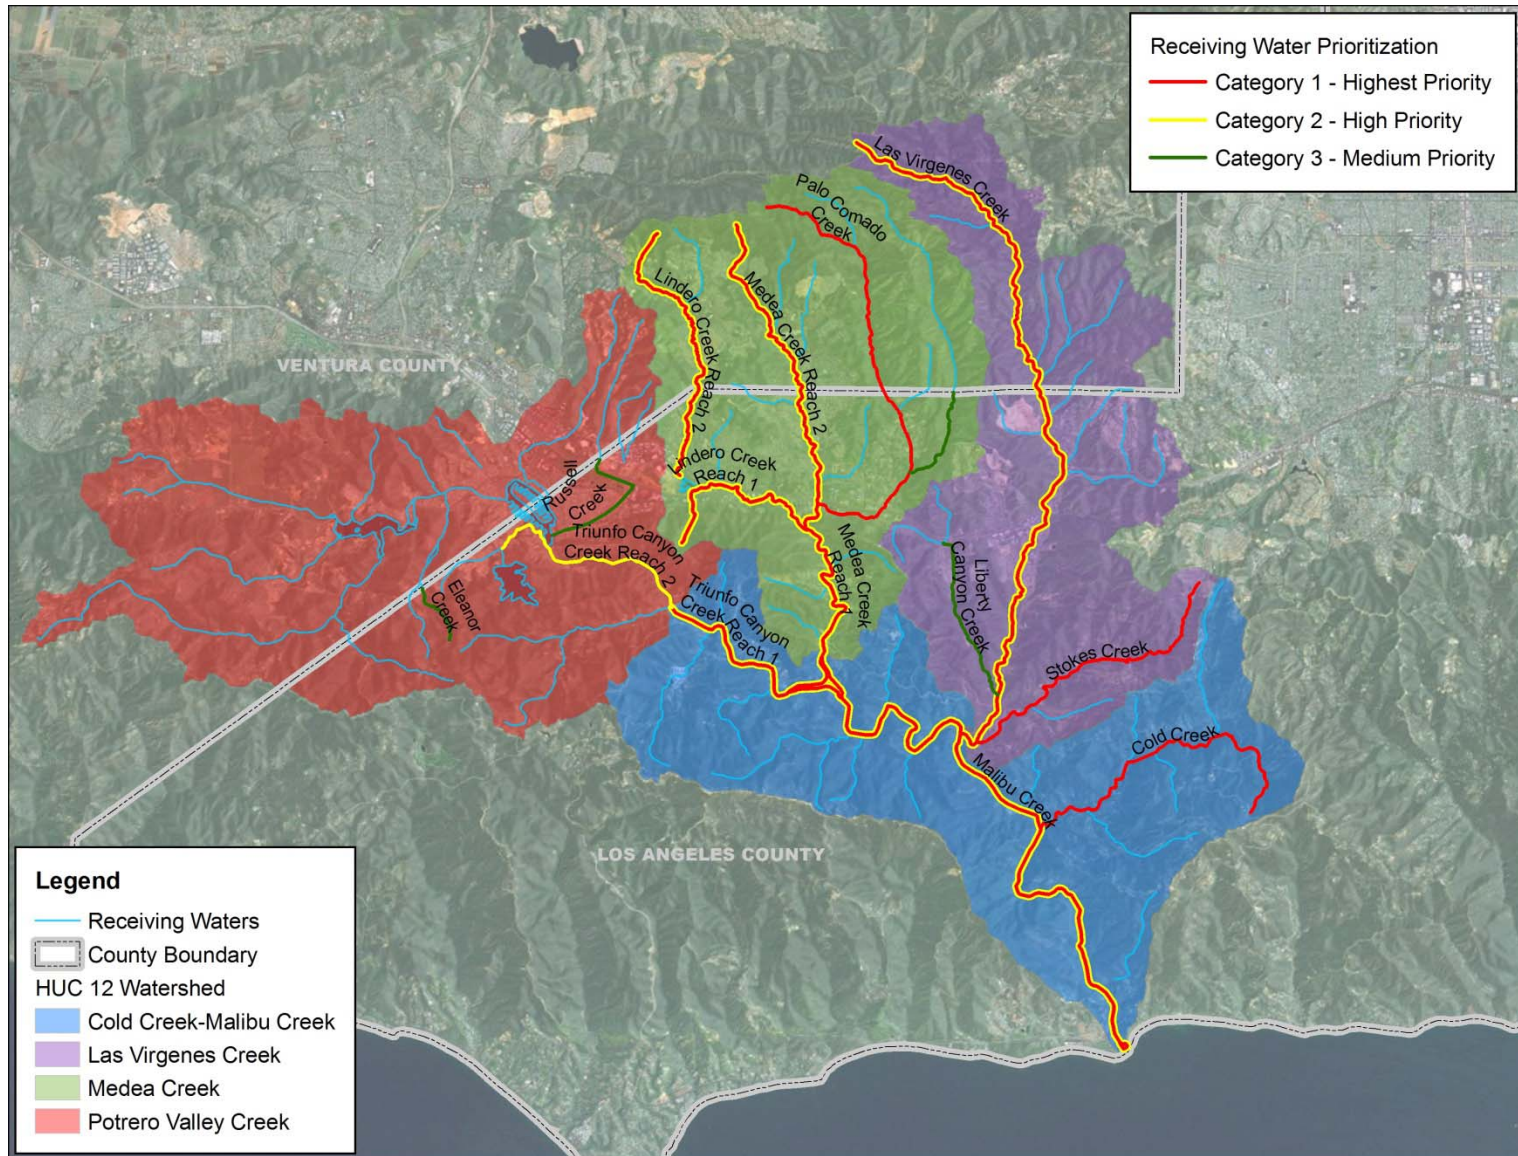 Receiving Water Prioritization
Category 1 - Highest Priority
Category 2 - High Priority
Category 3 - Medium Priority
Las Virgenes Creek
Palo Comado
Creek
Lindero Creek Reach 2
Medea Creek Reach 2
VENTURA COUNTY
Lindero Creek
Reach 1
Russell
Creek
Triunfo Canyon
Creek Reach 2
Medea Creek
Reach 1
Eleanor
Creek
Triunfo Canyon
Creek Reach 1
Liberty
Canyon Creek
Stokes Creek
Cold Creek
Malibu Creek
LOS ANGELES COUNTY
Legend
Receiving Waters
County Boundary
HUC 12 Watershed
Cold Creek-Malibu Creek
Las Virgenes Creek
Medea Creek
Potrero Valley Creek